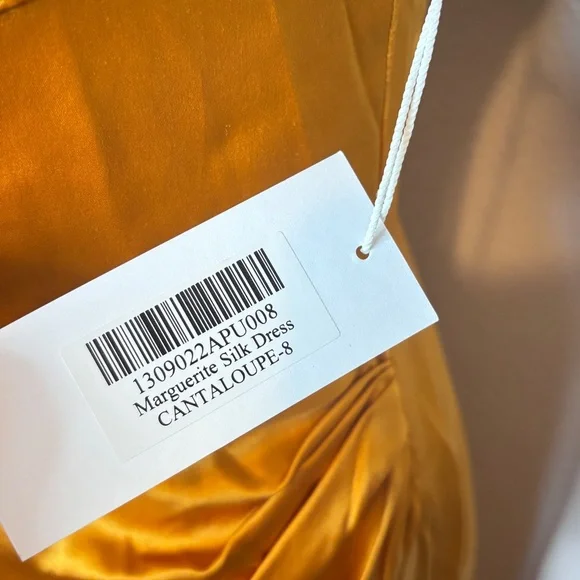 1309022APU008
Marguerite Silk Dress
CANTALOUPE-8